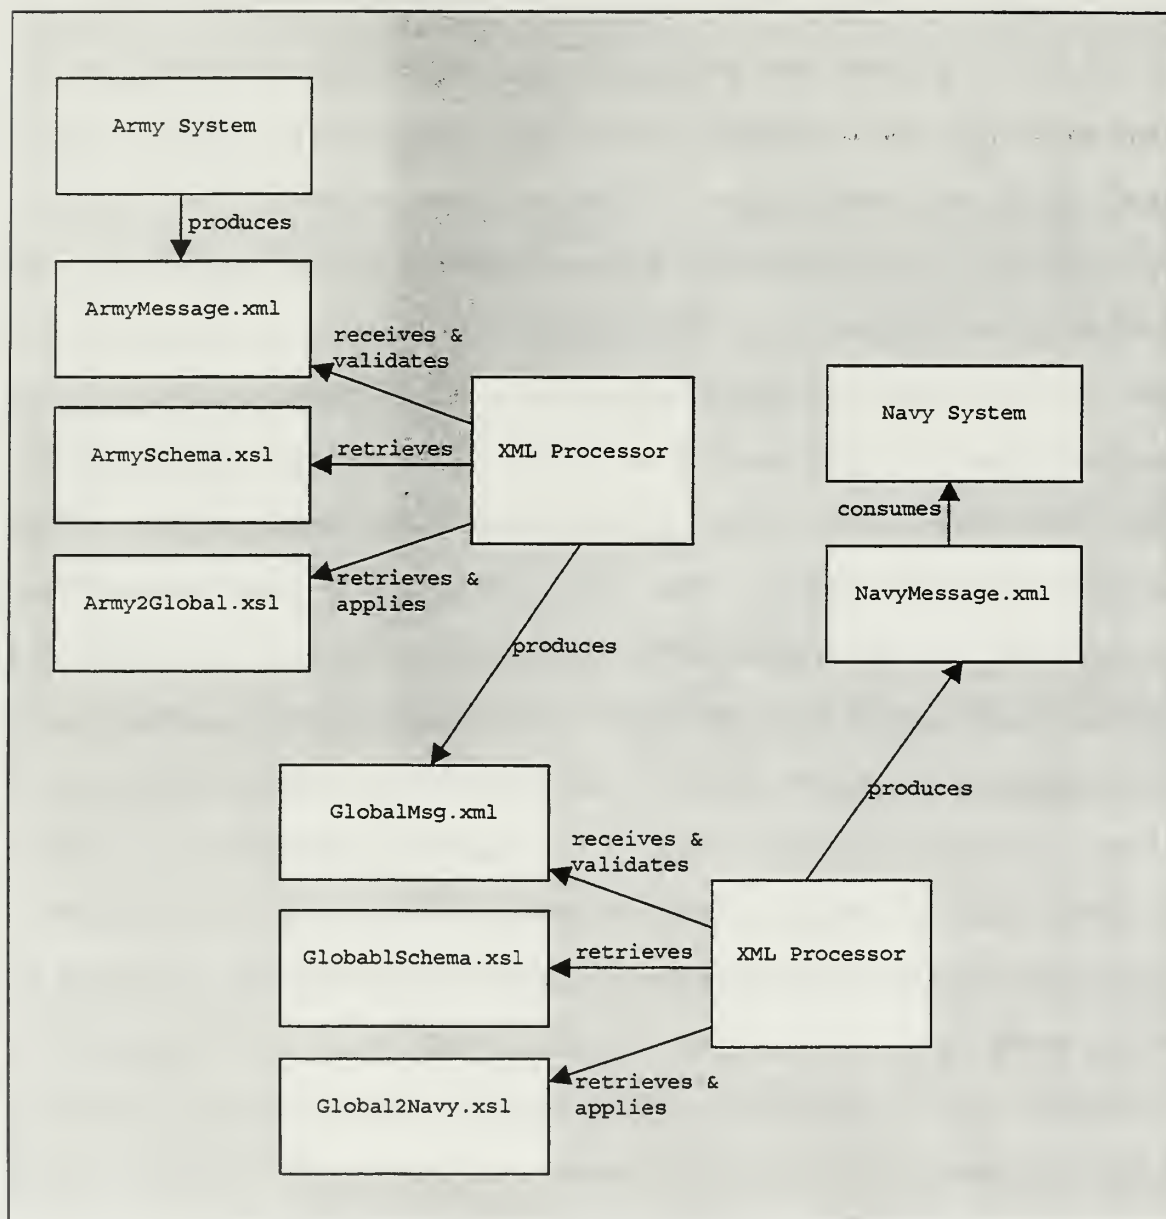 Army System
produces
ArmyMessage.xml
receives &
validates
ArmySchema.xsl
retrieves
XML Processor
Army2Global.xsl
retrieves &
applies
produces
Navy System
consumes
NavyMessage.xml
produces
GlobalMsg.xml
receives &
validates
GlobablSchema.xsl
retrieves
XML Processor
Global2Navy.xsl
retrieves &
applies